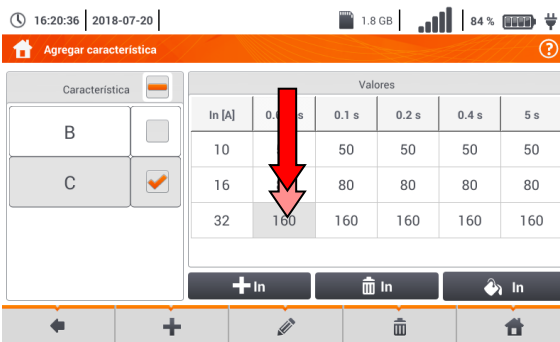 16:20:36 2018-07-20 1.8 GB 84 %
Agregar característica ?
Característica
B
C
Valores
In [A] 0.1 s 0.2 s 0.4 s 5 s
10 50 50 50 50
16 80 80 80 80
32 160 160 160 160 160
In In In